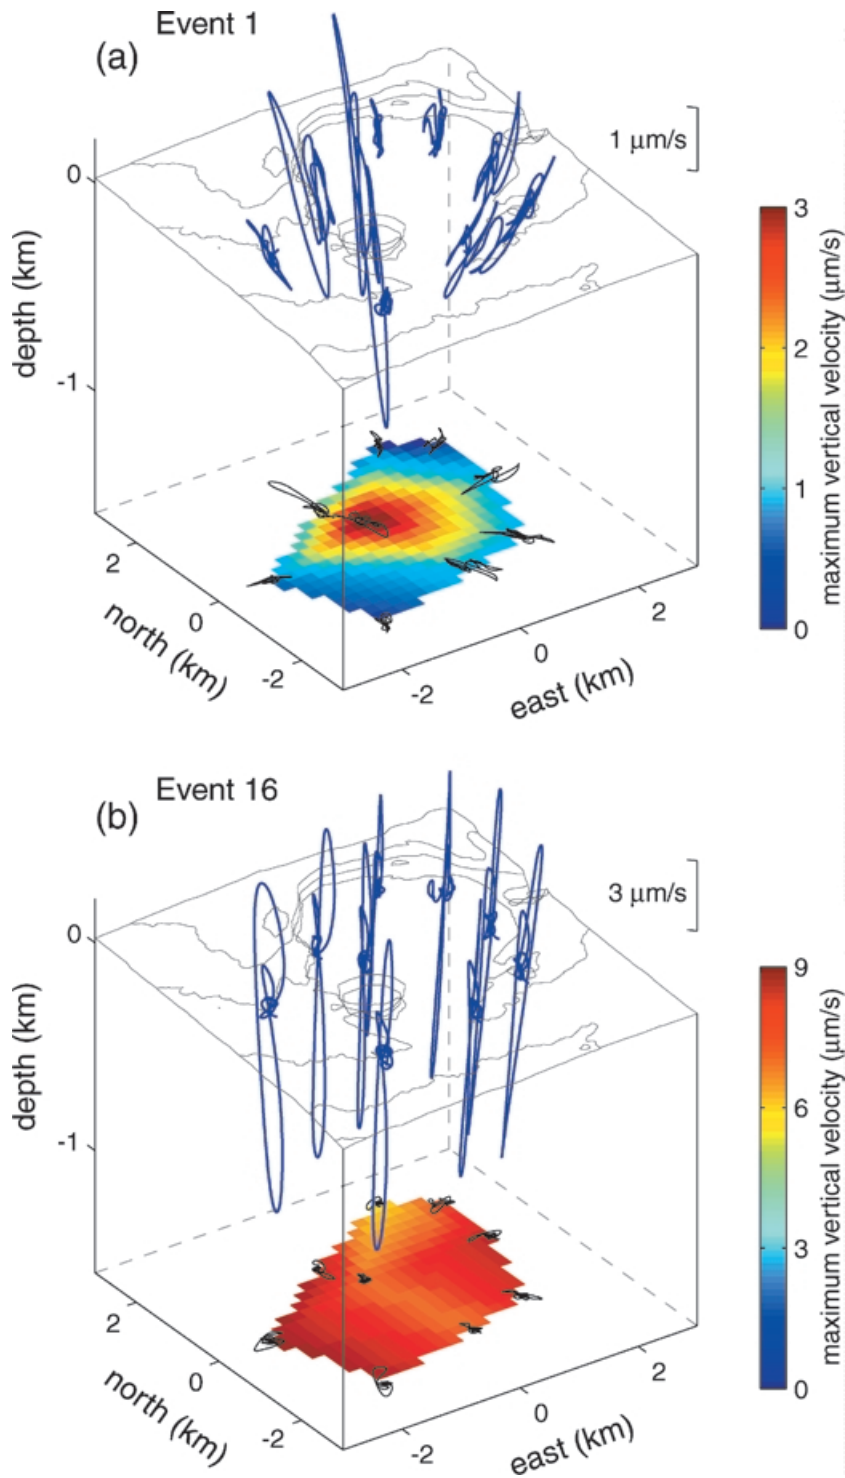 Event 1
(a)
1 μm/s
0
-1
depth (km)
2
0
-2
north (km)
-2
0
2
east (km)
3
2
1
0
maximum vertical velocity (μm/s)
Event 16
(b)
3 μm/s
0
-1
depth (km)
2
0
-2
north (km)
-2
0
2
east (km)
9
6
3
0
maximum vertical velocity (μm/s)